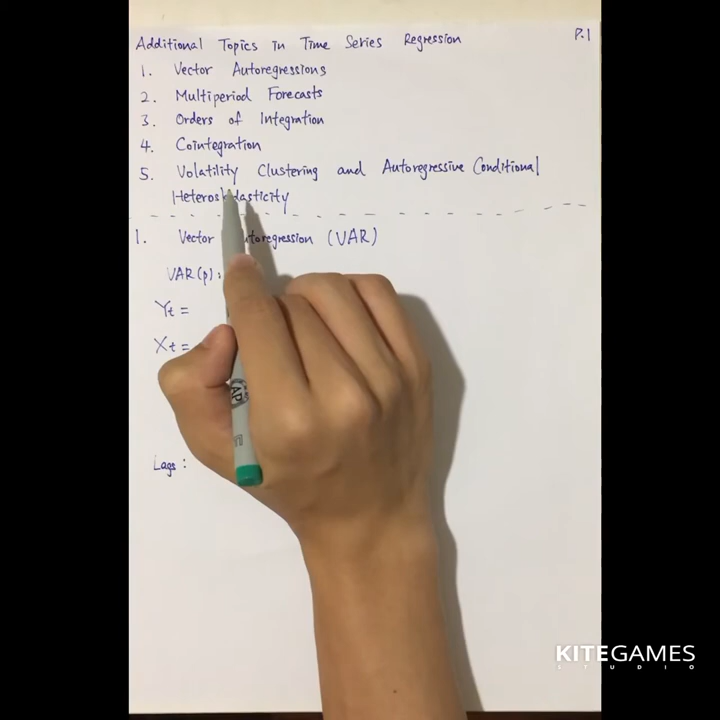 Additional Topics in Time Series Regression P.1
1. Vector Autoregressions
2. Multiperiod Forecasts
3. Orders of Integration
4. Cointegration
5. Volatility Clustering and Autoregressive Conditional
Heteroskedasticity
1. Vector Autoregression (VAR)
VAR(p):
Yt =
Xt =
Lags:
KITEGAMES
STUDIO